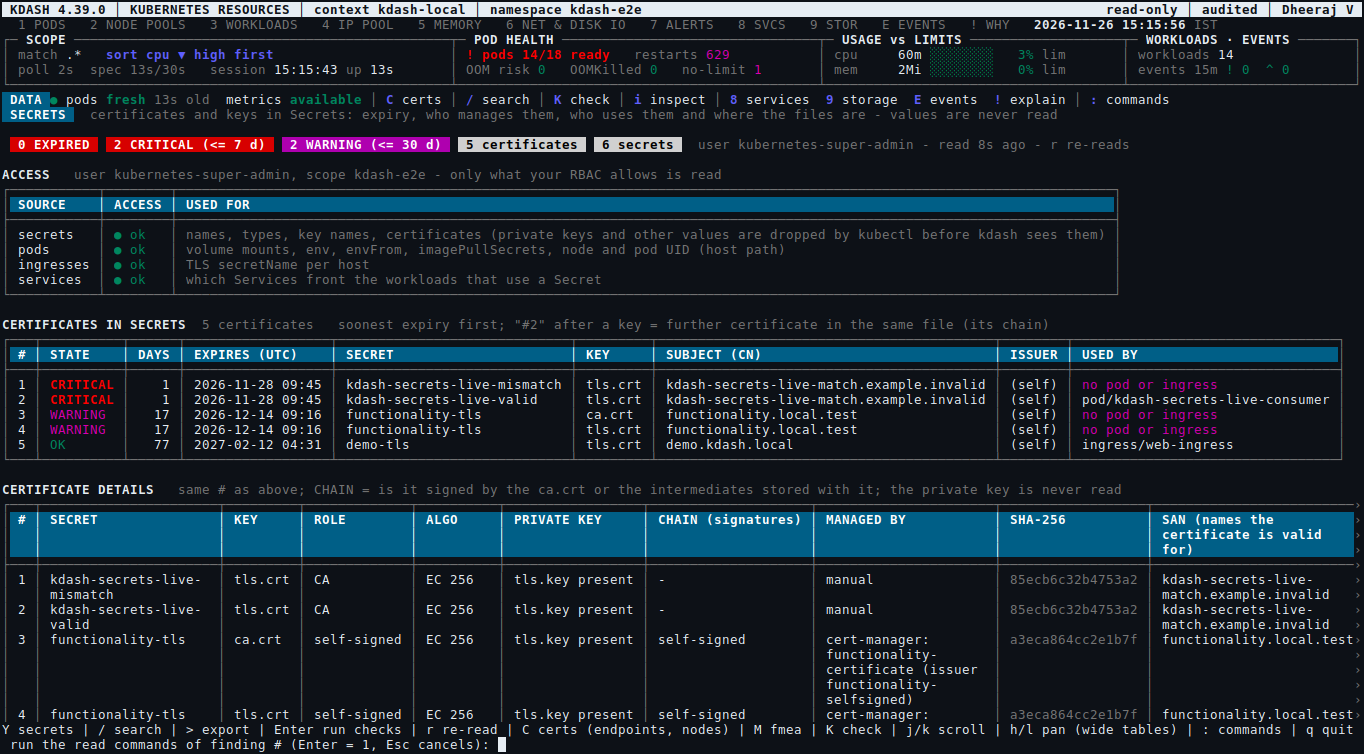 KDASH 4.39.0 │ KUBERNETES RESOURCES │ context kdash-local │ namespace kdash-e2e read-only │ audited │ Dheeraj V
1 PODS 2 NODE POOLS 3 WORKLOADS 4 IP POOL 5 MEMORY 6 NET & DISK IO 7 ALERTS 8 SVCS 9 STOR E EVENTS ! WHY 2026-11-26 15:15:56 IST
SCOPE POD HEALTH USAGE vs LIMITS WORKLOADS · EVENTS
match .* sort cpu ▼ high first ! pods 14/18 ready restarts 629 cpu 60m 3% lim workloads 14
poll 2s spec 13s/30s session 15:15:43 up 13s OOM risk 0 OOMKilled 0 no-limit 1 mem 2Mi 0% lim events 15m ! 0 ^ 0
DATA ● pods fresh 13s old metrics available │ C certs │ / search │ K check │ i inspect │ 8 services 9 storage E events ! explain │ : commands
SECRETS certificates and keys in Secrets: expiry, who manages them, who uses them and where the files are - values are never read
0 EXPIRED 2 CRITICAL (<= 7 d) 2 WARNING (<= 30 d) 5 certificates 6 secrets user kubernetes-super-admin - read 8s ago - r re-reads
ACCESS user kubernetes-super-admin, scope kdash-e2e - only what your RBAC allows is read
SOURCE │ ACCESS │ USED FOR
secrets │ ● ok │ names, types, key names, certificates (private keys and other values are dropped by kubectl before kdash sees them)
pods │ ● ok │ volume mounts, env, envFrom, imagePullSecrets, node and pod UID (host path)
ingresses │ ● ok │ TLS secretName per host
services │ ● ok │ which Services front the workloads that use a Secret
CERTIFICATES IN SECRETS 5 certificates soonest expiry first; "#2" after a key = further certificate in the same file (its chain)
# │ STATE │ DAYS │ EXPIRES (UTC) │ SECRET │ KEY │ SUBJECT (CN) │ ISSUER │ USED BY
1 │ CRITICAL │ 1 │ 2026-11-28 09:45 │ kdash-secrets-live-mismatch │ tls.crt │ kdash-secrets-live-match.example.invalid │ (self) │ no pod or ingress
2 │ CRITICAL │ 1 │ 2026-11-28 09:45 │ kdash-secrets-live-valid │ tls.crt │ kdash-secrets-live-match.example.invalid │ (self) │ pod/kdash-secrets-live-consumer
3 │ WARNING │ 17 │ 2026-12-14 09:16 │ functionality-tls │ ca.crt │ functionality.local.test │ (self) │ no pod or ingress
4 │ WARNING │ 17 │ 2026-12-14 09:16 │ functionality-tls │ tls.crt │ functionality.local.test │ (self) │ no pod or ingress
5 │ OK │ 77 │ 2027-02-12 04:31 │ demo-tls │ tls.crt │ demo.kdash.local │ (self) │ ingress/web-ingress
CERTIFICATE DETAILS same # as above; CHAIN = is it signed by the ca.crt or the intermediates stored with it; the private key is never read
# │ SECRET │ KEY │ ROLE │ ALGO │ PRIVATE KEY │ CHAIN (signatures) │ MANAGED BY │ SHA-256 │ SAN (names the
certificate is valid
for)
1 │ kdash-secrets-live- │ tls.crt │ CA │ EC 256 │ tls.key present │ - │ manual │ 85ecb6c32b4753a2 │ kdash-secrets-live-
mismatch match.example.invalid
2 │ kdash-secrets-live- │ tls.crt │ CA │ EC 256 │ tls.key present │ - │ manual │ 85ecb6c32b4753a2 │ kdash-secrets-live-
valid match.example.invalid
3 │ functionality-tls │ ca.crt │ self-signed │ EC 256 │ tls.key present │ self-signed │ cert-manager: │ a3eca864cc2e1b7f │ functionality.local.test
functionality-
certificate (issuer
functionality-
selfsigned)
4 │ functionality-tls │ tls.crt │ self-signed │ EC 256 │ tls.key present │ self-signed │ cert-manager: │ a3eca864cc2e1b7f │ functionality.local.test
Y secrets | / search | > export | Enter run checks | r re-read | C certs (endpoints, nodes) | M fmea | K check | j/k scroll | h/l pan (wide tables) | : commands | q quit
run the read commands of finding # (Enter = 1, Esc cancels):